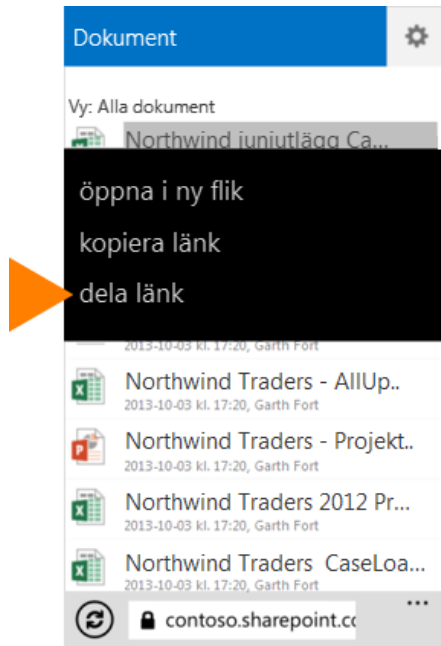 Dokument
Vy: Alla dokument
Northwind juniutlägg Ca...
öppna i ny flik
kopiera länk
dela länk
2013-10-03 kl. 17:20, Garth Fort
Northwind Traders - AllUp..
2013-10-03 kl. 17:20, Garth Fort
Northwind Traders - Projekt..
2013-10-03 kl. 17:20, Garth Fort
Northwind Traders 2012 Pr...
2013-10-03 kl. 17:20, Garth Fort
Northwind Traders CaseLoa...
2013-10-03 kl. 17:20, Garth Fort
contoso.sharepoint.co
...